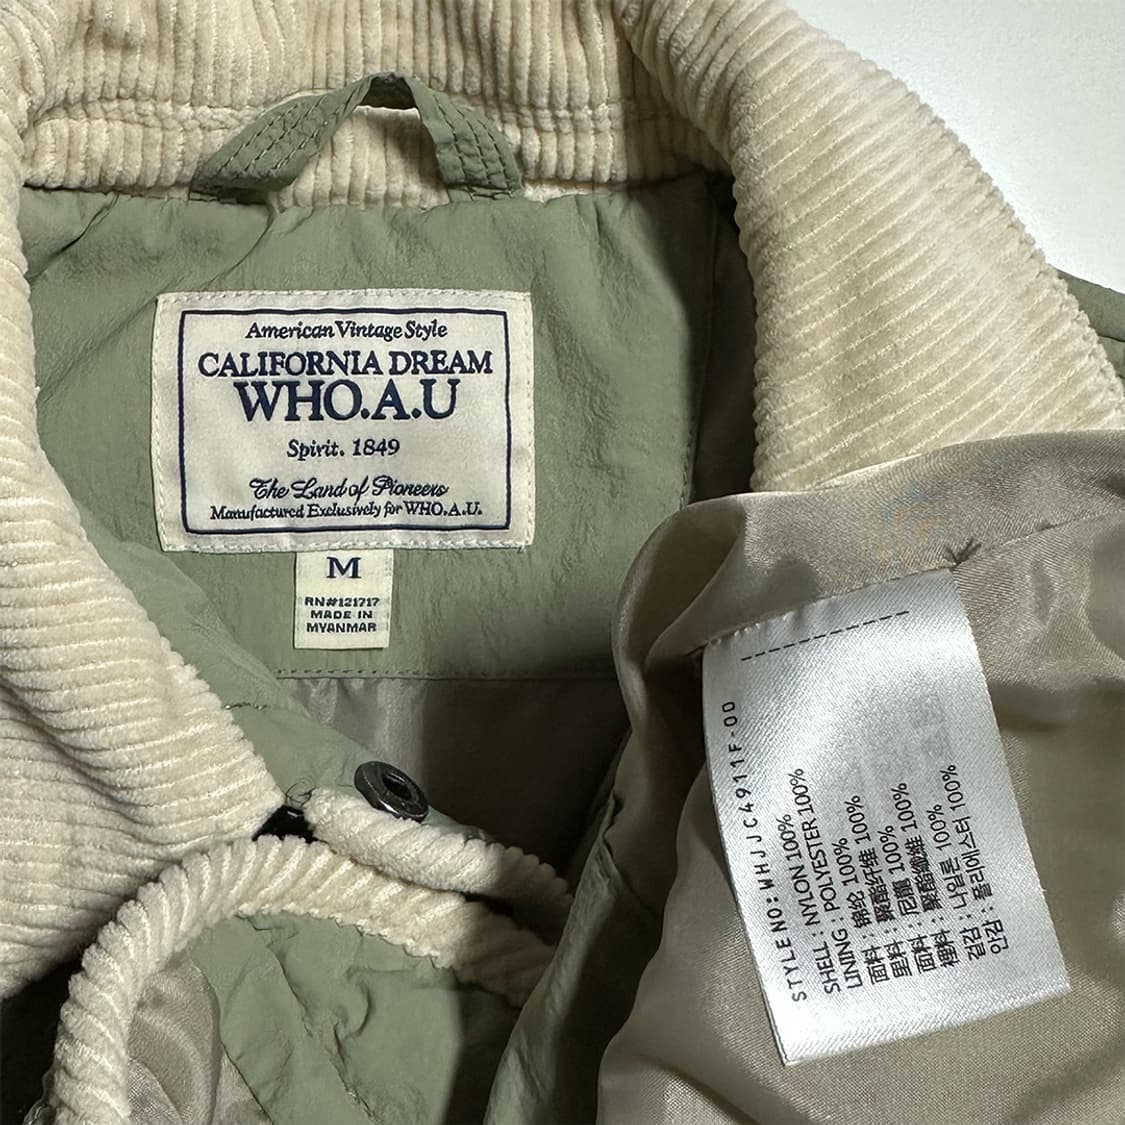 American Vintage Style
CALIFORNIA DREAM
WHO.A.U
Spirit. 1849
The Land of Pioneers
Manufactured Exclusively for WHO.A.U.
M
RN#121717
MADE IN
MYANMAR
STYLE NO:WHJJC4911F-00
SHELL : NYLON 100%
LINING : POLYESTER 100%
面料 : 锦纶 100%
里料 : 聚酯纤维 100%
面料 : 尼龍 100%
裡料 : 聚酯纖維 100%
겉감 : 나일론 100%
안감 : 폴리에스터 100%